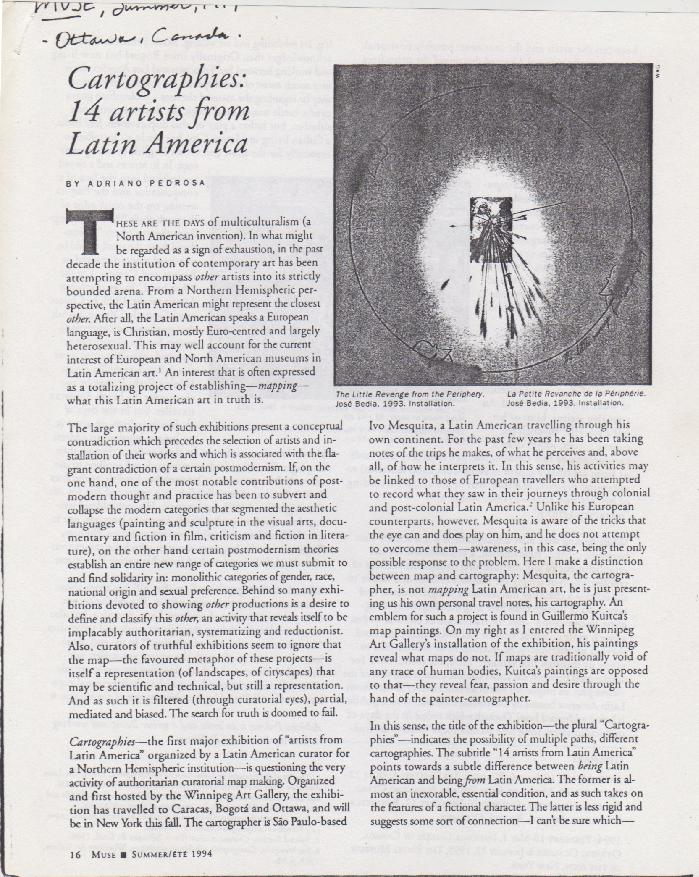 MUSE, Summer,
- Ottawa, Canada.
Cartographies:
14 artists from
Latin America
BY ADRIANO PEDROSA
THESE ARE THE DAYS of multiculturalism (a
North American invention). In what might
be regarded as a sign of exhaustion, in the past
decade the institution of contemporary art has been
attempting to encompass other artists into its strictly
bounded arena. From a Northern Hemispheric per-
spective, the Latin American might represent the closest
other. After all, the Latin American speaks a European
language, is Christian, mostly Euro-centred and largely
heterosexual. This may well account for the current
interest of European and North American museums in
Latin American art.¹ An interest that is often expressed
as a totalizing project of establishing—mapping—
what this Latin American art in truth is.
The large majority of such exhibitions present a conceptual
contradiction which precedes the selection of artists and in-
stallation of their works and which is associated with the fla-
grant contradiction of a certain postmodernism. If, on the
one hand, one of the most notable contributions of post-
modern thought and practice has been to subvert and
collapse the modern categories that segmented the aesthetic
languages (painting and sculpture in the visual arts, docu-
mentary and fiction in film, criticism and fiction in litera-
ture), on the other hand certain postmodernism theories
establish an entire new range of categories we must submit to
and find solidarity in: monolithic categories of gender, race,
national origin and sexual preference. Behind so many exhi-
bitions devoted to showing other productions is a desire to
define and classify this other, an activity that reveals itself to be
implacably authoritarian, systematizing and reductionist.
Also, curators of truthful exhibitions seem to ignore that
the map—the favoured metaphor of these projects—is
itself a representation (of landscapes, of cityscapes) that
may be scientific and technical, but still a representation.
And as such it is filtered (through curatorial eyes), partial,
mediated and biased. The search for truth is doomed to fail.
Cartographies—the first major exhibition of "artists from
Latin America" organized by a Latin American curator for
a Northern Hemispheric institution—is questioning the very
activity of authoritarian curatorial map making. Organized
and first hosted by the Winnipeg Art Gallery, the exhibi-
tion has travelled to Caracas, Bogotá and Ottawa, and will
be in New York this fall. The cartographer is São Paulo-based
WAG
The Little Revenge from the Periphery.
José Bedia, 1993. Installation.
La Petite Revanche de la Périphérie.
José Bedia, 1993. Installation.
Ivo Mesquita, a Latin American travelling through his
own continent. For the past few years he has been taking
notes of the trips he makes, of what he perceives and, above
all, of how he interprets it. In this sense, his activities may
be linked to those of European travellers who attempted
to record what they saw in their journeys through colonial
and post-colonial Latin America.² Unlike his European
counterparts, however, Mesquita is aware of the tricks that
the eye can and does play on him, and he does not attempt
to overcome them—awareness, in this case, being the only
possible response to the problem. Here I make a distinction
between map and cartography: Mesquita, the cartogra-
pher, is not mapping Latin American art, he is just present-
ing us his own personal travel notes, his cartography. An
emblem for such a project is found in Guillermo Kuitca's
map paintings. On my right as I entered the Winnipeg
Art Gallery's installation of the exhibition, his paintings
reveal what maps do not. If maps are traditionally void of
any trace of human bodies, Kuitca's paintings are opposed
to that—they reveal fear, passion and desire through the
hand of the painter-cartographer.
In this sense, the title of the exhibition—the plural "Cartogra-
phies"—indicates the possibility of multiple paths, different
cartographies. The subtitle "14 artists from Latin America"
points towards a subtle difference between being Latin
American and being from Latin America. The former is al-
most an inexorable, essential condition, and as such takes on
the features of a fictional character. The latter is less rigid and
suggests some sort of connection—I can't be sure which—
16 MUSE ■ SUMMER/ÉTÉ 1994